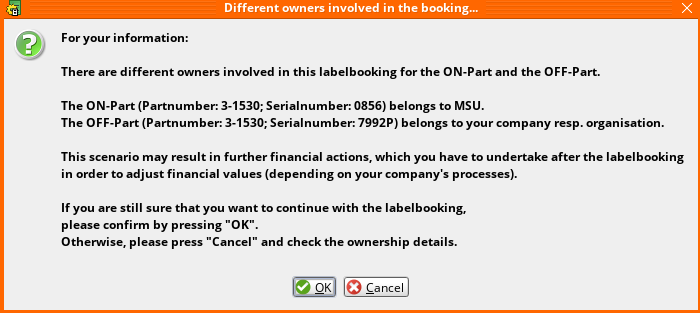 Different owners involved in the booking...
For your information:
There are different owners involved in this labelbooking for the ON-Part and the OFF-Part.
The ON-Part (Partnumber: 3-1530; Serialnumber: 0856) belongs to MSU.
The OFF-Part (Partnumber: 3-1530; Serialnumber: 7992P) belongs to your company resp. organisation.
This scenario may result in further financial actions, which you have to undertake after the labelbooking
in order to adjust financial values (depending on your company's processes).
If you are still sure that you want to continue with the labelbooking,
please confirm by pressing "OK".
Otherwise, please press "Cancel" and check the ownership details.
OK
Cancel